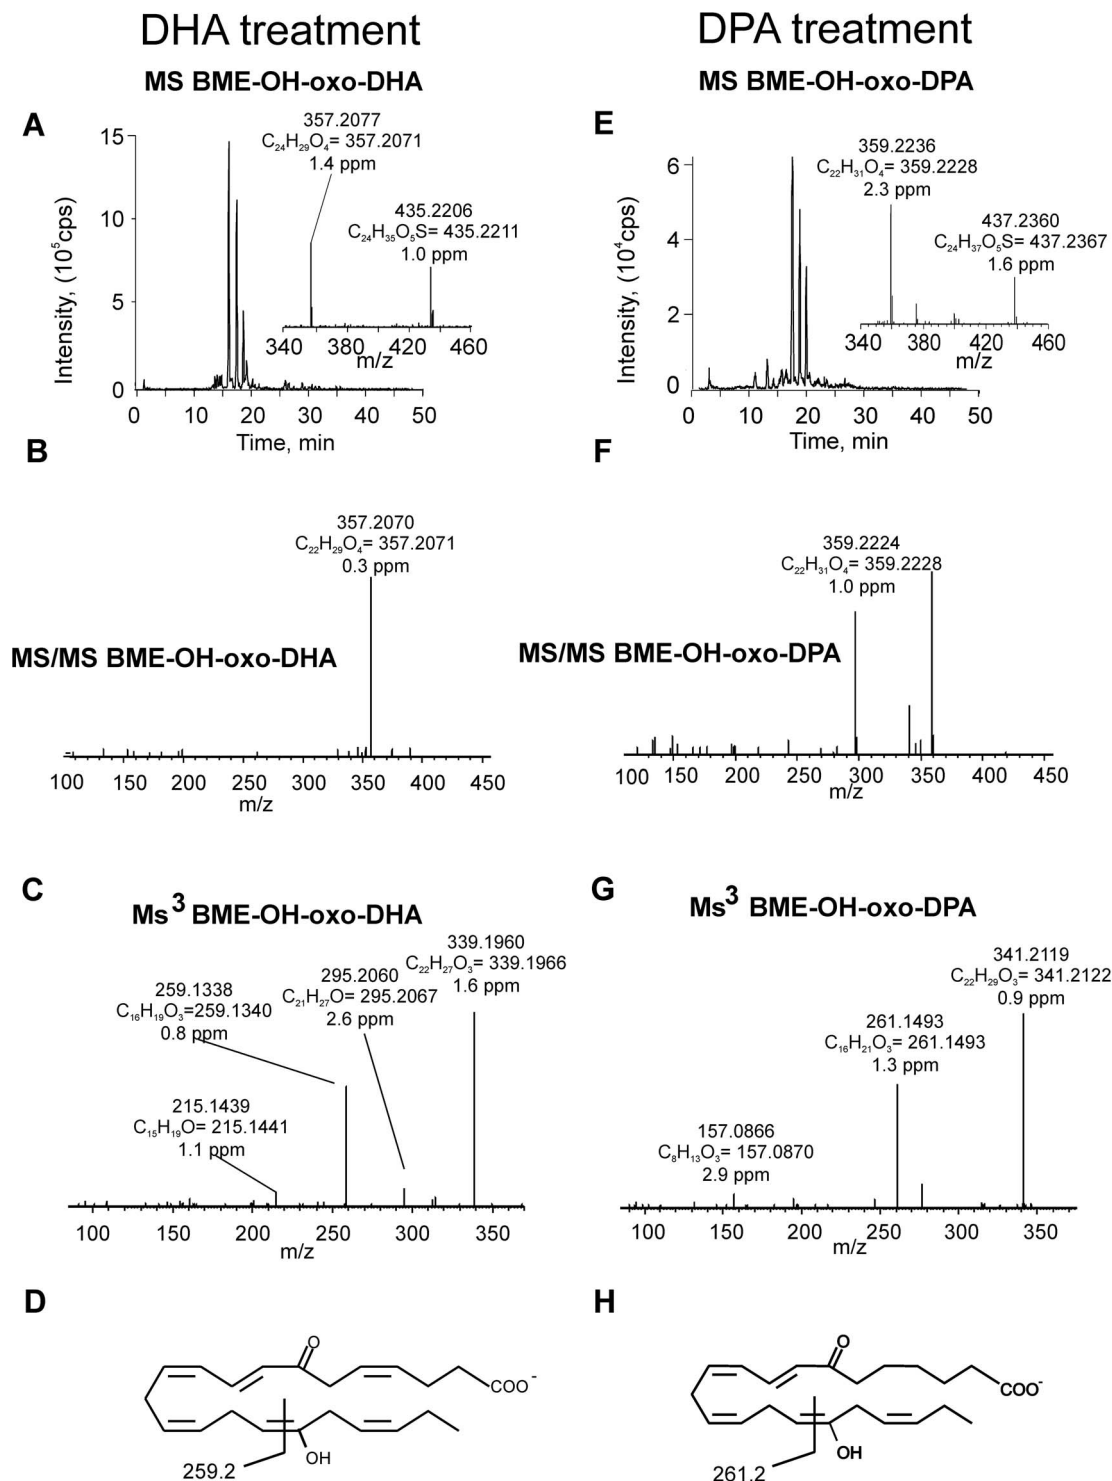 DHA treatment
MS BME-OH-oxo-DHA
A
357.2077
C₂₄H₂₉O₄= 357.2071
1.4 ppm
435.2206
C₂₄H₃₅O₅S= 435.2211
1.0 ppm
15
10
5
0
Intensity, (10⁵cps)
340 380 420 460
m/z
0 10 20 30 40 50
Time, min
DPA treatment
MS BME-OH-oxo-DPA
E
359.2236
C₂₂H₃₁O₄= 359.2228
2.3 ppm
437.2360
C₂₄H₃₇O₅S= 437.2367
1.6 ppm
6
4
2
0
Intensity, (10⁴cps)
340 380 420 460
m/z
0 10 20 30 40 50
Time, min
B
357.2070
C₂₂H₂₉O₄= 357.2071
0.3 ppm
MS/MS BME-OH-oxo-DHA
100 150 200 250 300 350 400 450
m/z
F
359.2224
C₂₂H₃₁O₄= 359.2228
1.0 ppm
MS/MS BME-OH-oxo-DPA
100 150 200 250 300 350 400 450
m/z
C
Ms³ BME-OH-oxo-DHA
339.1960
C₂₂H₂₇O₃= 339.1966
1.6 ppm
295.2060
C₂₁H₂₇O= 295.2067
2.6 ppm
259.1338
C₁₆H₁₉O₃=259.1340
0.8 ppm
215.1439
C₁₅H₁₉O= 215.1441
1.1 ppm
100 150 200 250 300 350
m/z
G
Ms³ BME-OH-oxo-DPA
341.2119
C₂₂H₂₉O₃= 341.2122
0.9 ppm
261.1493
C₁₆H₂₁O₃= 261.1493
1.3 ppm
157.0866
C₈H₁₃O₃= 157.0870
2.9 ppm
100 150 200 250 300 350
m/z
D
O
COO⁻
OH
259.2
H
O
COO⁻
OH
261.2